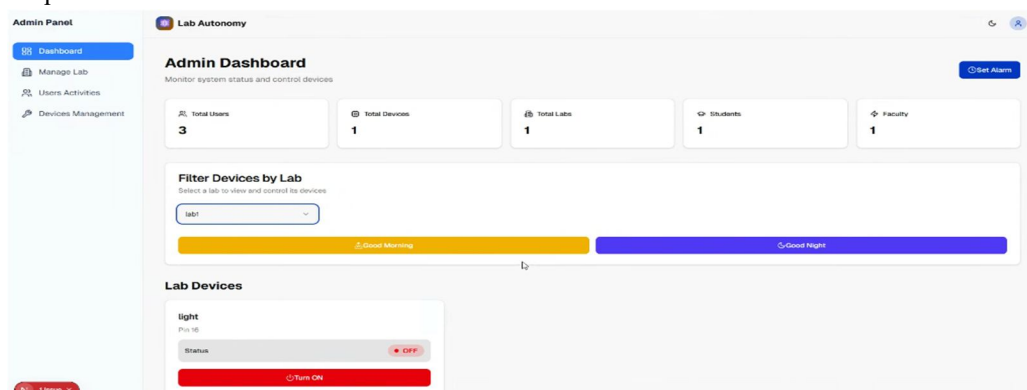 Admin Panel
Lab Autonomy
Dashboard
Manage Lab
Users Activities
Devices Management
Admin Dashboard
Monitor system status and control devices
Set Alarm
Total Users
3
Total Devices
1
Total Labs
1
Students
1
Faculty
1
Filter Devices by Lab
Select a lab to view and control its devices
lab1
Good Morning
Good Night
Lab Devices
light
Pin 16
Status
OFF
Turn ON